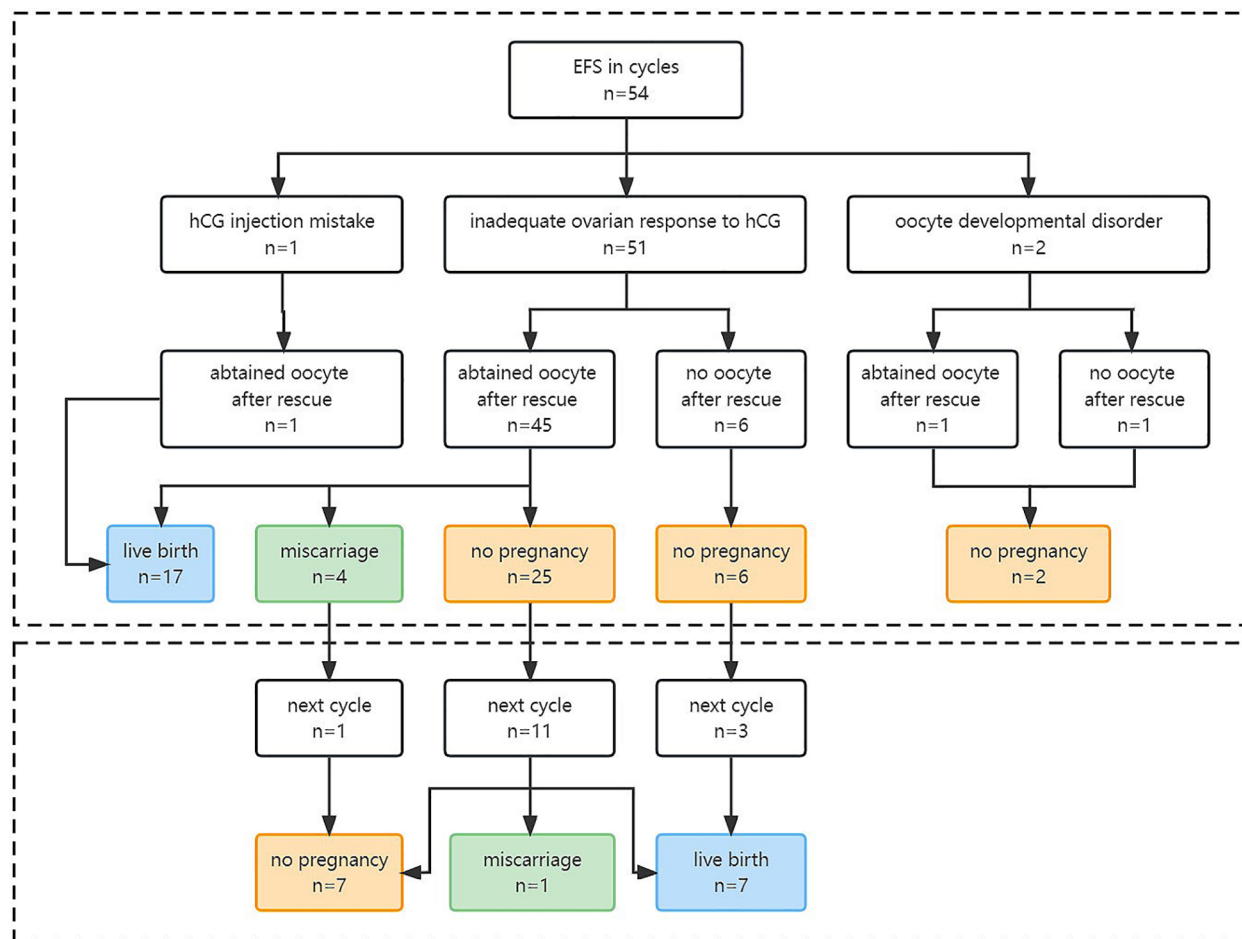 EFS in cycles
n=54
hCG injection mistake
n=1
inadequate ovarian response to hCG
n=51
oocyte developmental disorder
n=2
abtained oocyte
after rescue
n=1
abtained oocyte
after rescue
n=45
no oocyte
after rescue
n=6
abtained oocyte
after rescue
n=1
no oocyte
after rescue
n=1
live birth
n=17
miscarriage
n=4
no pregnancy
n=25
no pregnancy
n=6
no pregnancy
n=2
next cycle
n=1
next cycle
n=11
next cycle
n=3
no pregnancy
n=7
miscarriage
n=1
live birth
n=7